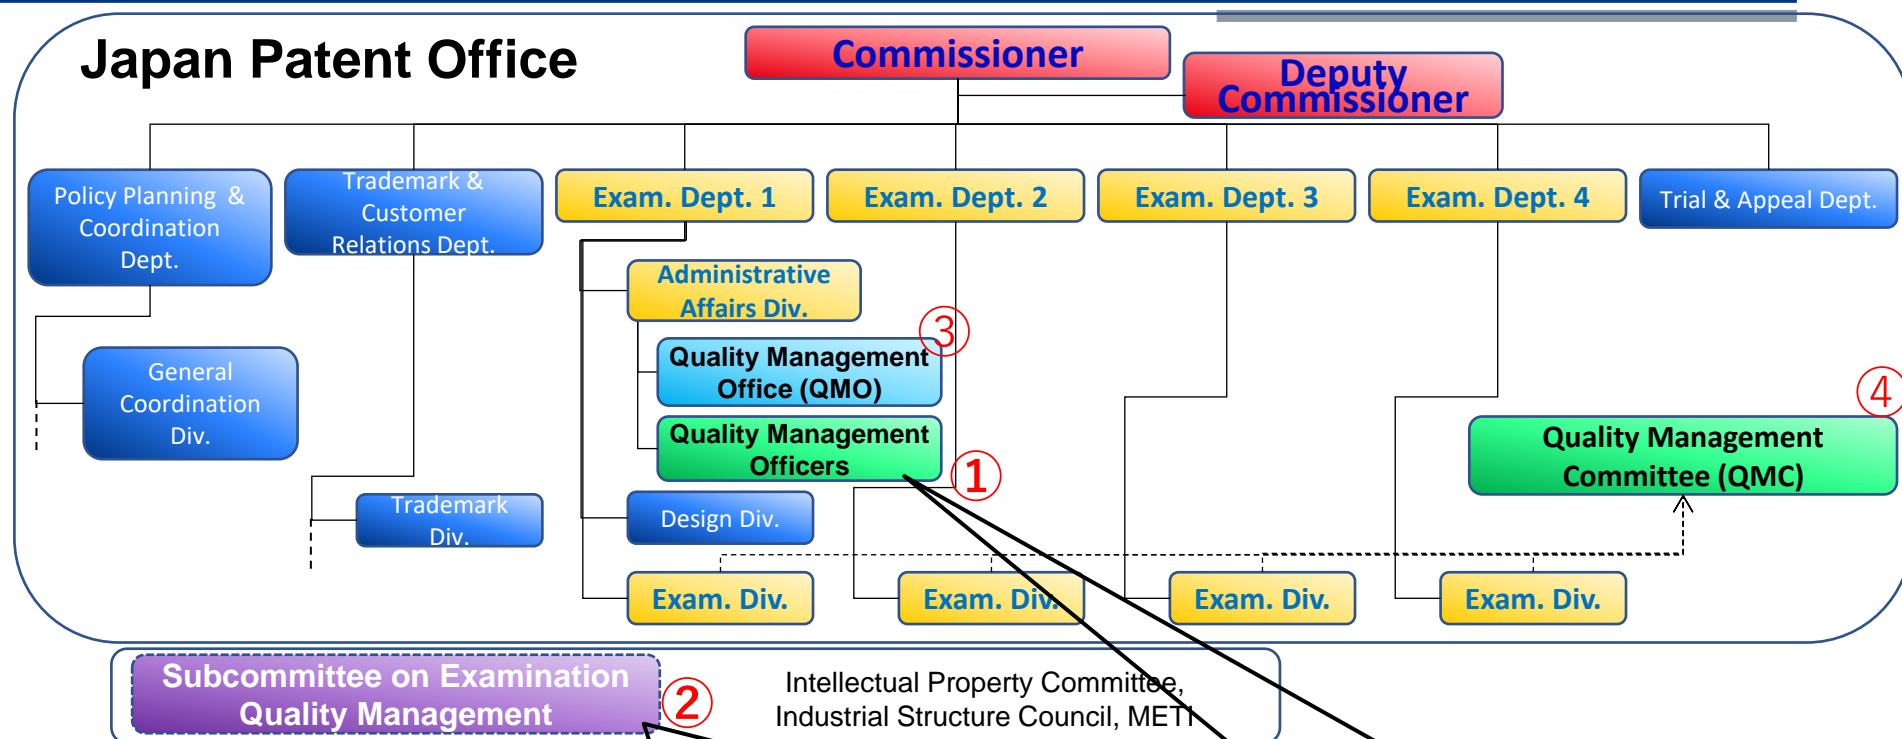 Japan Patent Office
Commissioner
Deputy
Commissioner
Policy Planning & 
Coordination
Dept.
Trademark &
Customer
Relations Dept.
Exam. Dept. 1
Exam. Dept. 2
Exam. Dept. 3
Exam. Dept. 4
Trial & Appeal Dept.
Administrative
Affairs Div.
③
Quality Management
Office (QMO)
General
Coordination
Div.
④
Quality Management
Officers
①
Quality Management
Committee (QMC)
Trademark
Div.
Design Div.
Exam. Div.
Exam. Div.
Exam. Div.
Exam. Div.
Subcommittee on Examination
Quality Management
②
Intellectual Property Committee,
Industrial Structure Council, METI